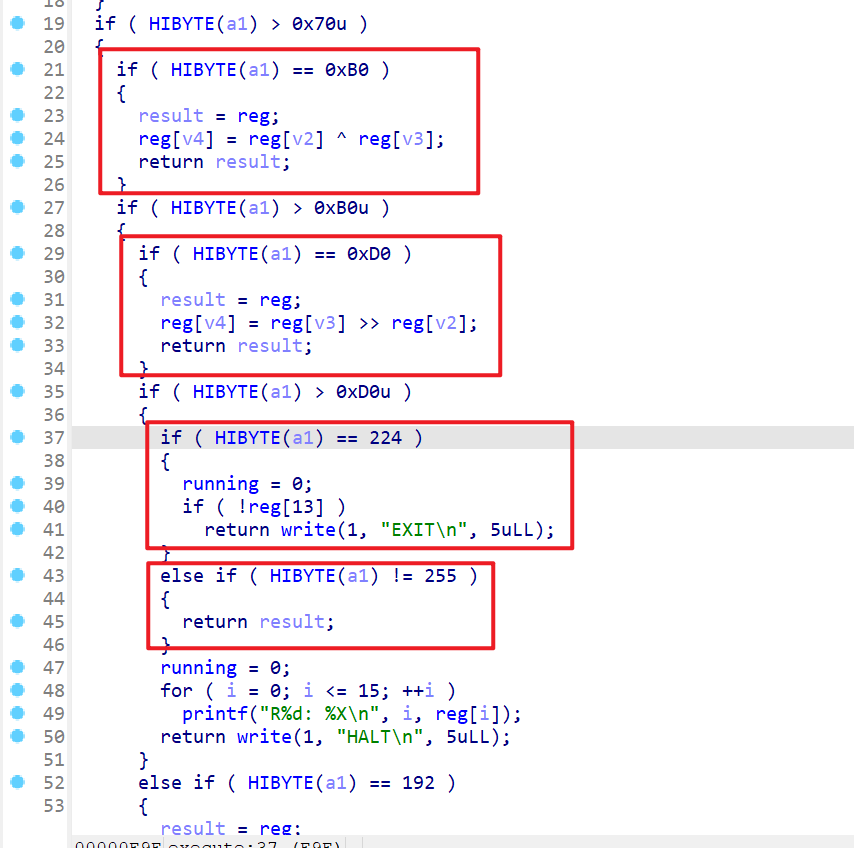 18 }
19 if ( HIBYTE(a1) > 0x70u )
20 {
21 if ( HIBYTE(a1) == 0xB0 )
22 {
23 result = reg;
24 reg[v4] = reg[v2] ^ reg[v3];
25 return result;
26 }
27 if ( HIBYTE(a1) > 0xB0u )
28 {
29 if ( HIBYTE(a1) == 0xD0 )
30 {
31 result = reg;
32 reg[v4] = reg[v3] >> reg[v2];
33 return result;
34 }
35 if ( HIBYTE(a1) > 0xD0u )
36 {
37 if ( HIBYTE(a1) == 224 )
38 {
39 running = 0;
40 if ( !reg[13] )
41 return write(1, "EXIT\n", 5uLL);
42 }
43 else if ( HIBYTE(a1) != 255 )
44 {
45 return result;
46 }
47 running = 0;
48 for ( i = 0; i <= 15; ++i )
49 printf("R%d: %X\n", i, reg[i]);
50 return write(1, "HALT\n", 5uLL);
51 }
52 else if ( HIBYTE(a1) == 192 )
53 {
result = reg;
00000E9E execute:37 (E9E)